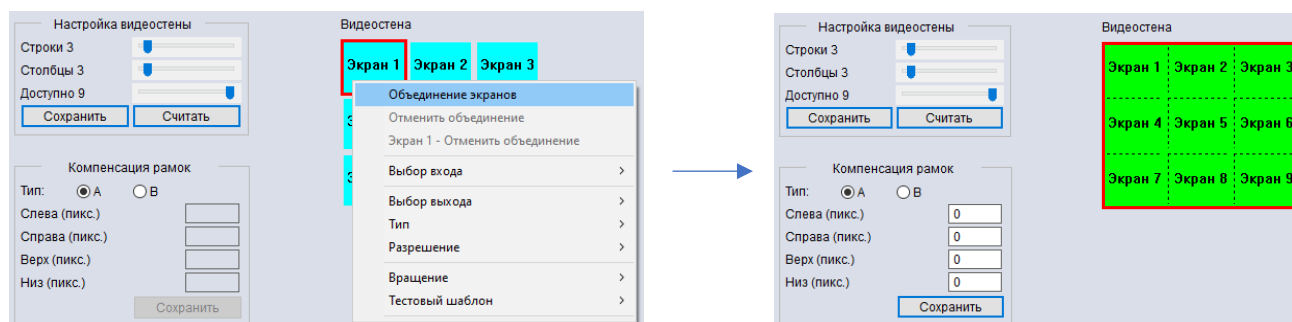 Настройка видеостены
Строки 3
Столбцы 3
Доступно 9
Сохранить Считать
Компенсация рамок
Тип: A B
Слева (пикс.)
Справа (пикс.)
Верх (пикс.)
Низ (пикс.)
Сохранить
Видеостена
Экран 1 Экран 2 Экран 3
Объединение экранов
Отменить объединение
Экран 1 - Отменить объединение
Выбор входа >
Выбор выхода >
Тип >
Разрешение >
Вращение >
Тестовый шаблон >
Настройка видеостены
Строки 3
Столбцы 3
Доступно 9
Сохранить Считать
Компенсация рамок
Тип: A B
Слева (пикс.) 0
Справа (пикс.) 0
Верх (пикс.) 0
Низ (пикс.) 0
Сохранить
Видеостена
Экран 1 Экран 2 Экран 3
Экран 4 Экран 5 Экран 6
Экран 7 Экран 8 Экран 9